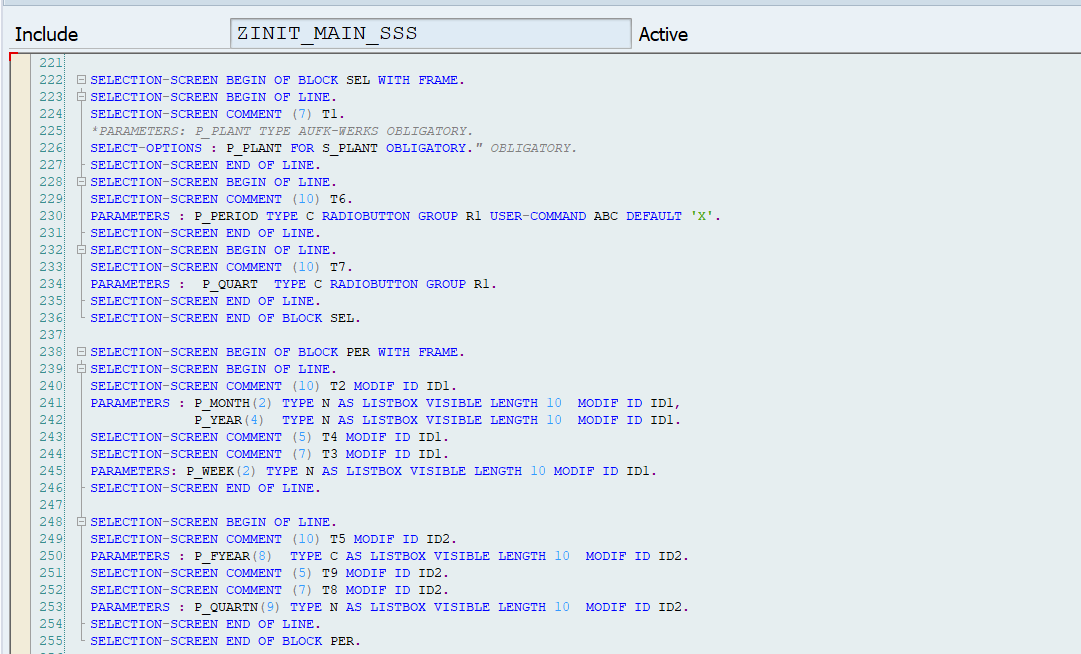 Include ZINIT_MAIN_SSS Active
221
222 SELECTION-SCREEN BEGIN OF BLOCK SEL WITH FRAME.
223 SELECTION-SCREEN BEGIN OF LINE.
224 SELECTION-SCREEN COMMENT (7) T1.
225 *PARAMETERS: P_PLANT TYPE AUFK-WERKS OBLIGATORY.
226 SELECT-OPTIONS : P_PLANT FOR S_PLANT OBLIGATORY." OBLIGATORY.
227 SELECTION-SCREEN END OF LINE.
228 SELECTION-SCREEN BEGIN OF LINE.
229 SELECTION-SCREEN COMMENT (10) T6.
230 PARAMETERS : P_PERIOD TYPE C RADIOBUTTON GROUP R1 USER-COMMAND ABC DEFAULT 'X'.
231 SELECTION-SCREEN END OF LINE.
232 SELECTION-SCREEN BEGIN OF LINE.
233 SELECTION-SCREEN COMMENT (10) T7.
234 PARAMETERS :  P_QUART  TYPE C RADIOBUTTON GROUP R1.
235 SELECTION-SCREEN END OF LINE.
236 SELECTION-SCREEN END OF BLOCK SEL.
237
238 SELECTION-SCREEN BEGIN OF BLOCK PER WITH FRAME.
239 SELECTION-SCREEN BEGIN OF LINE.
240 SELECTION-SCREEN COMMENT (10) T2 MODIF ID ID1.
241 PARAMETERS : P_MONTH(2) TYPE N AS LISTBOX VISIBLE LENGTH 10  MODIF ID ID1,
242              P_YEAR(4)  TYPE N AS LISTBOX VISIBLE LENGTH 10  MODIF ID ID1.
243 SELECTION-SCREEN COMMENT (5) T4 MODIF ID ID1.
244 SELECTION-SCREEN COMMENT (7) T3 MODIF ID ID1.
245 PARAMETERS: P_WEEK(2) TYPE N AS LISTBOX VISIBLE LENGTH 10 MODIF ID ID1.
246 SELECTION-SCREEN END OF LINE.
247
248 SELECTION-SCREEN BEGIN OF LINE.
249 SELECTION-SCREEN COMMENT (10) T5 MODIF ID ID2.
250 PARAMETERS : P_FYEAR(8)  TYPE C AS LISTBOX VISIBLE LENGTH 10  MODIF ID ID2.
251 SELECTION-SCREEN COMMENT (5) T9 MODIF ID ID2.
252 SELECTION-SCREEN COMMENT (7) T8 MODIF ID ID2.
253 PARAMETERS : P_QUARTN(9) TYPE N AS LISTBOX VISIBLE LENGTH 10  MODIF ID ID2.
254 SELECTION-SCREEN END OF LINE.
255 SELECTION-SCREEN END OF BLOCK PER.